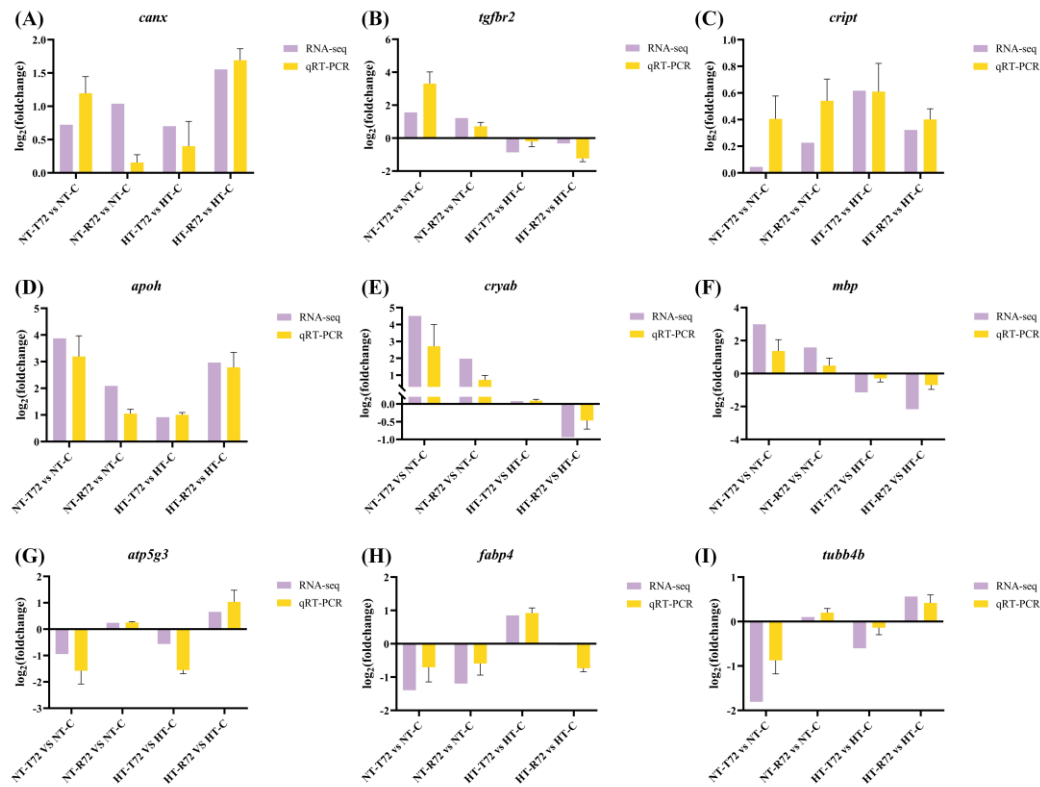 (A)
canx
log2(foldchange)
2.0
1.5
1.0
0.5
0.0
NT-T72 vs NT-C
NT-R72 vs NT-C
HT-T72 vs HT-C
HT-R72 vs HT-C
RNA-seq
qRT-PCR
(B)
tgfbr2
log2(foldchange)
6
4
2
0
-2
NT-T72 vs NT-C
NT-R72 vs NT-C
HT-T72 vs HT-C
HT-R72 vs HT-C
RNA-seq
qRT-PCR
(C)
cript
log2(foldchange)
1.0
0.8
0.6
0.4
0.2
0.0
NT-T72 vs NT-C
NT-R72 vs NT-C
HT-T72 vs HT-C
HT-R72 vs HT-C
RNA-seq
qRT-PCR
(D)
apoh
log2(foldchange)
5
4
3
2
1
0
NT-T72 vs NT-C
NT-R72 vs NT-C
HT-T72 vs HT-C
HT-R72 vs HT-C
RNA-seq
qRT-PCR
(E)
cryab
log2(foldchange)
5
4
3
2
1
0.0
-0.5
-1.0
NT-T72 VS NT-C
NT-R72 VS NT-C
HT-T72 VS HT-C
HT-R72 VS HT-C
RNA-seq
qRT-PCR
(F)
mbp
log2(foldchange)
4
2
0
-2
-4
NT-T72 VS NT-C
NT-R72 VS NT-C
HT-T72 VS HT-C
HT-R72 VS HT-C
RNA-seq
qRT-PCR
(G)
atp5g3
log2(foldchange)
2
1
0
-1
-2
-3
NT-T72 VS NT-C
NT-R72 VS NT-C
HT-T72 VS HT-C
HT-R72 VS HT-C
RNA-seq
qRT-PCR
(H)
fabp4
log2(foldchange)
2
1
0
-1
-2
NT-T72 vs NT-C
NT-R72 vs NT-C
HT-T72 vs HT-C
HT-R72 vs HT-C
RNA-seq
qRT-PCR
(I)
tubb4b
log2(foldchange)
1
0
-1
-2
NT-T72 vs NT-C
NT-R72 vs NT-C
HT-T72 vs HT-C
HT-R72 vs HT-C
RNA-seq
qRT-PCR